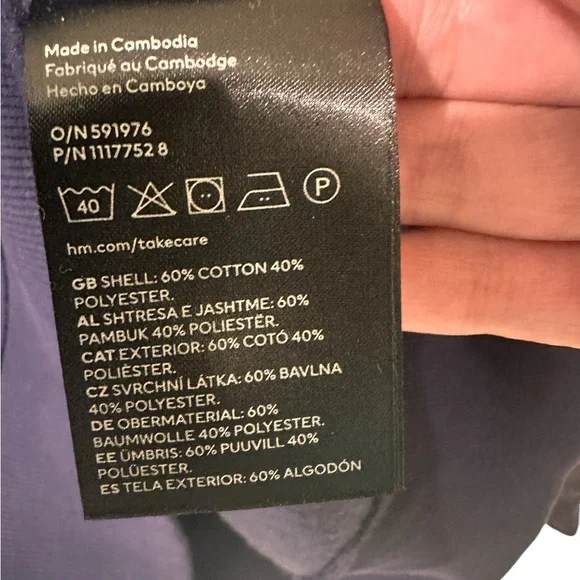 Made in Cambodia
Fabriqué au Cambodge
Hecho en Camboya
O/N 591976
P/N 1117752 8
40
P
hm.com/takecare
GB SHELL: 60% COTTON 40%
POLYESTER.
AL SHTRESA E JASHTME: 60%
PAMBUK 40% POLIESTËR.
CAT EXTERIOR: 60% COTÓ 40%
POLIÈSTER.
CZ SVRCHNÍ LÁTKA: 60% BAVLNA
40% POLYESTER.
DE OBERMATERIAL: 60%
BAUMWOLLE 40% POLYESTER.
EE ÜMBRIS: 60% PUUVILL 40%
POLÜESTER.
ES TELA EXTERIOR: 60% ALGODÓN